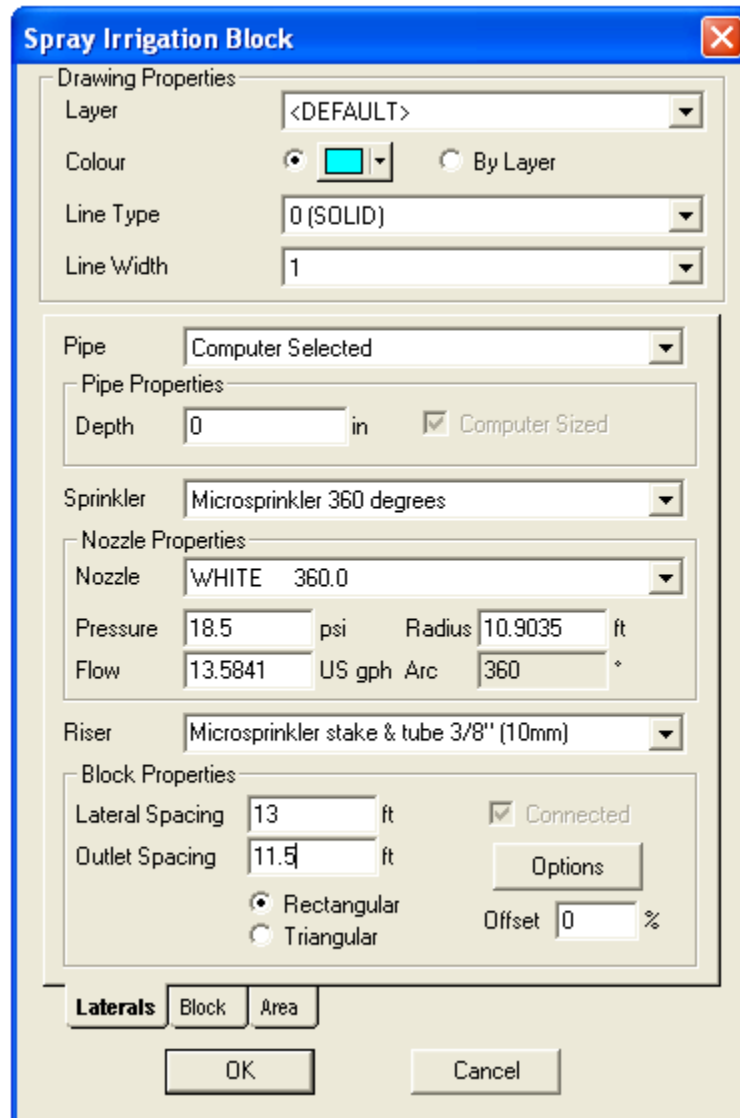 Spray Irrigation Block
Drawing Properties
Layer <DEFAULT>
Colour By Layer
Line Type 0 (SOLID)
Line Width 1
Pipe Computer Selected
Pipe Properties
Depth 0 in Computer Sized
Sprinkler Microsprinkler 360 degrees
Nozzle Properties
Nozzle WHITE 360.0
Pressure 18.5 psi Radius 10.9035 ft
Flow 13.5841 US gph Arc 360 °
Riser Microsprinkler stake & tube 3/8" (10mm)
Block Properties
Lateral Spacing 13 ft Connected
Outlet Spacing 11.5 ft Options
Rectangular
Triangular
Offset 0 %
Laterals Block Area
OK Cancel